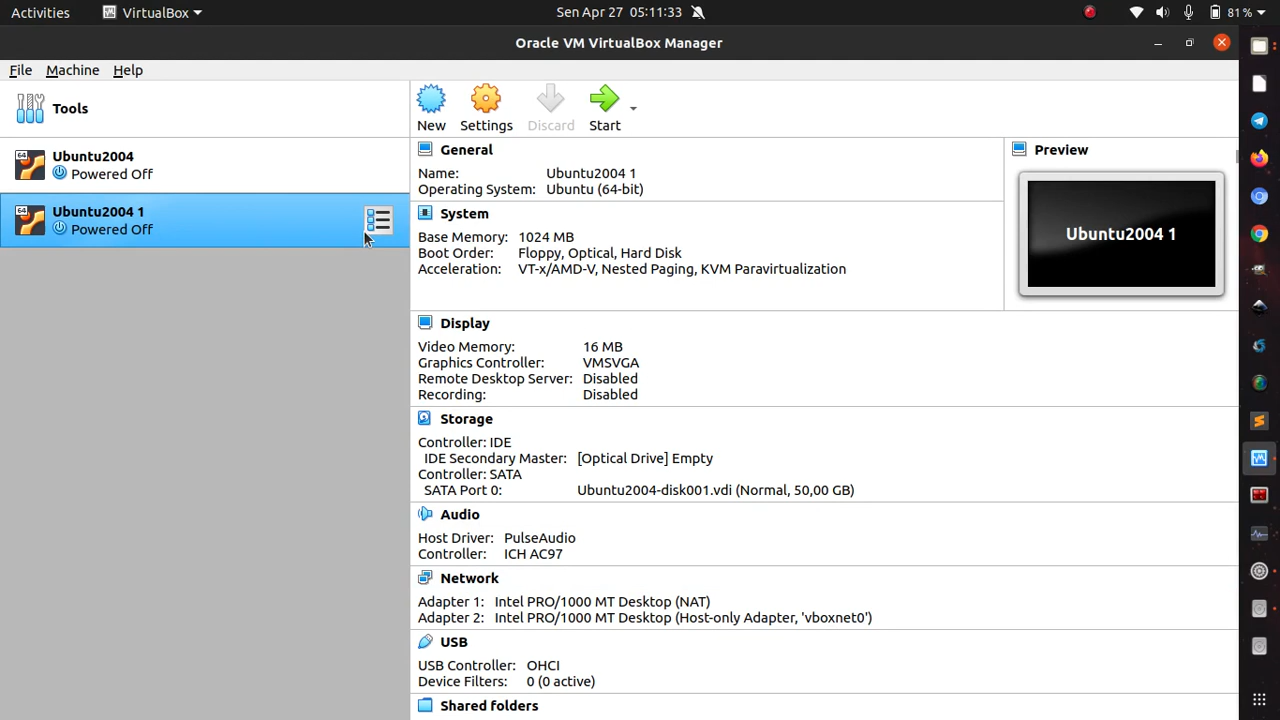 Activities VirtualBox Sen Apr 27 05:11:33 81%
Oracle VM VirtualBox Manager
File Machine Help
Tools
New Settings Discard Start
64 Ubuntu2004
Powered Off
64 Ubuntu2004 1
Powered Off
General
Name: Ubuntu2004 1
Operating System: Ubuntu (64-bit)
System
Base Memory: 1024 MB
Boot Order: Floppy, Optical, Hard Disk
Acceleration: VT-x/AMD-V, Nested Paging, KVM Paravirtualization
Preview
Ubuntu2004 1
Display
Video Memory: 16 MB
Graphics Controller: VMSVGA
Remote Desktop Server: Disabled
Recording: Disabled
Storage
Controller: IDE
IDE Secondary Master: [Optical Drive] Empty
Controller: SATA
SATA Port 0: Ubuntu2004-disk001.vdi (Normal, 50,00 GB)
Audio
Host Driver: PulseAudio
Controller: ICH AC97
Network
Adapter 1: Intel PRO/1000 MT Desktop (NAT)
Adapter 2: Intel PRO/1000 MT Desktop (Host-only Adapter, 'vboxnet0')
USB
USB Controller: OHCI
Device Filters: 0 (0 active)
Shared folders